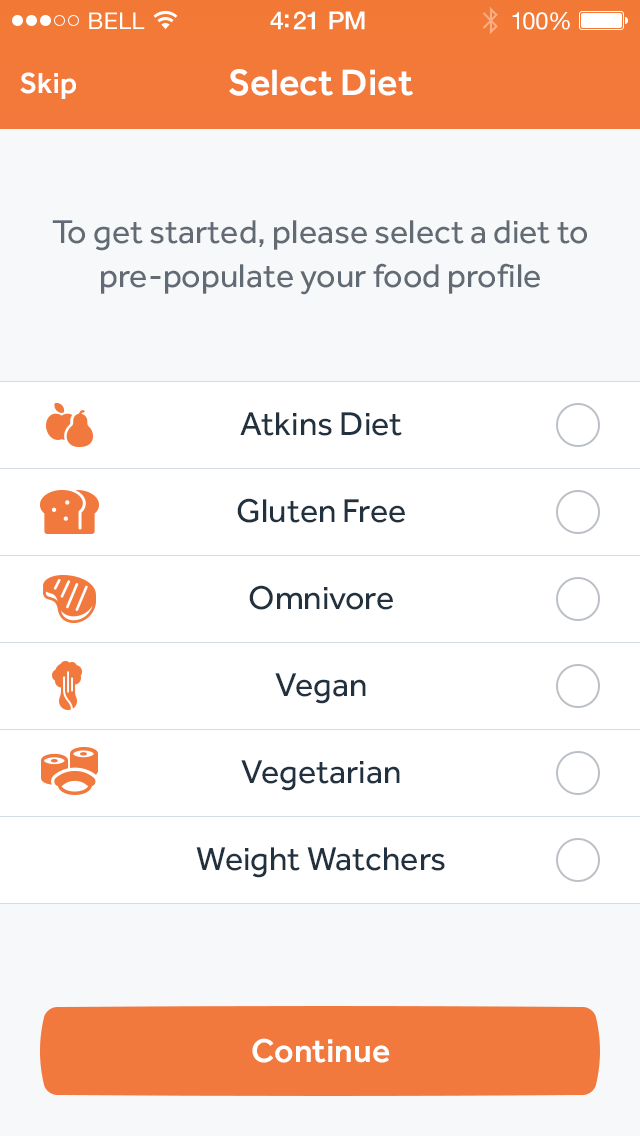 BELL 4:21 PM 100%
Skip Select Diet
To get started, please select a diet to
pre-populate your food profile
Atkins Diet
Gluten Free
Omnivore
Vegan
Vegetarian
Weight Watchers
Continue